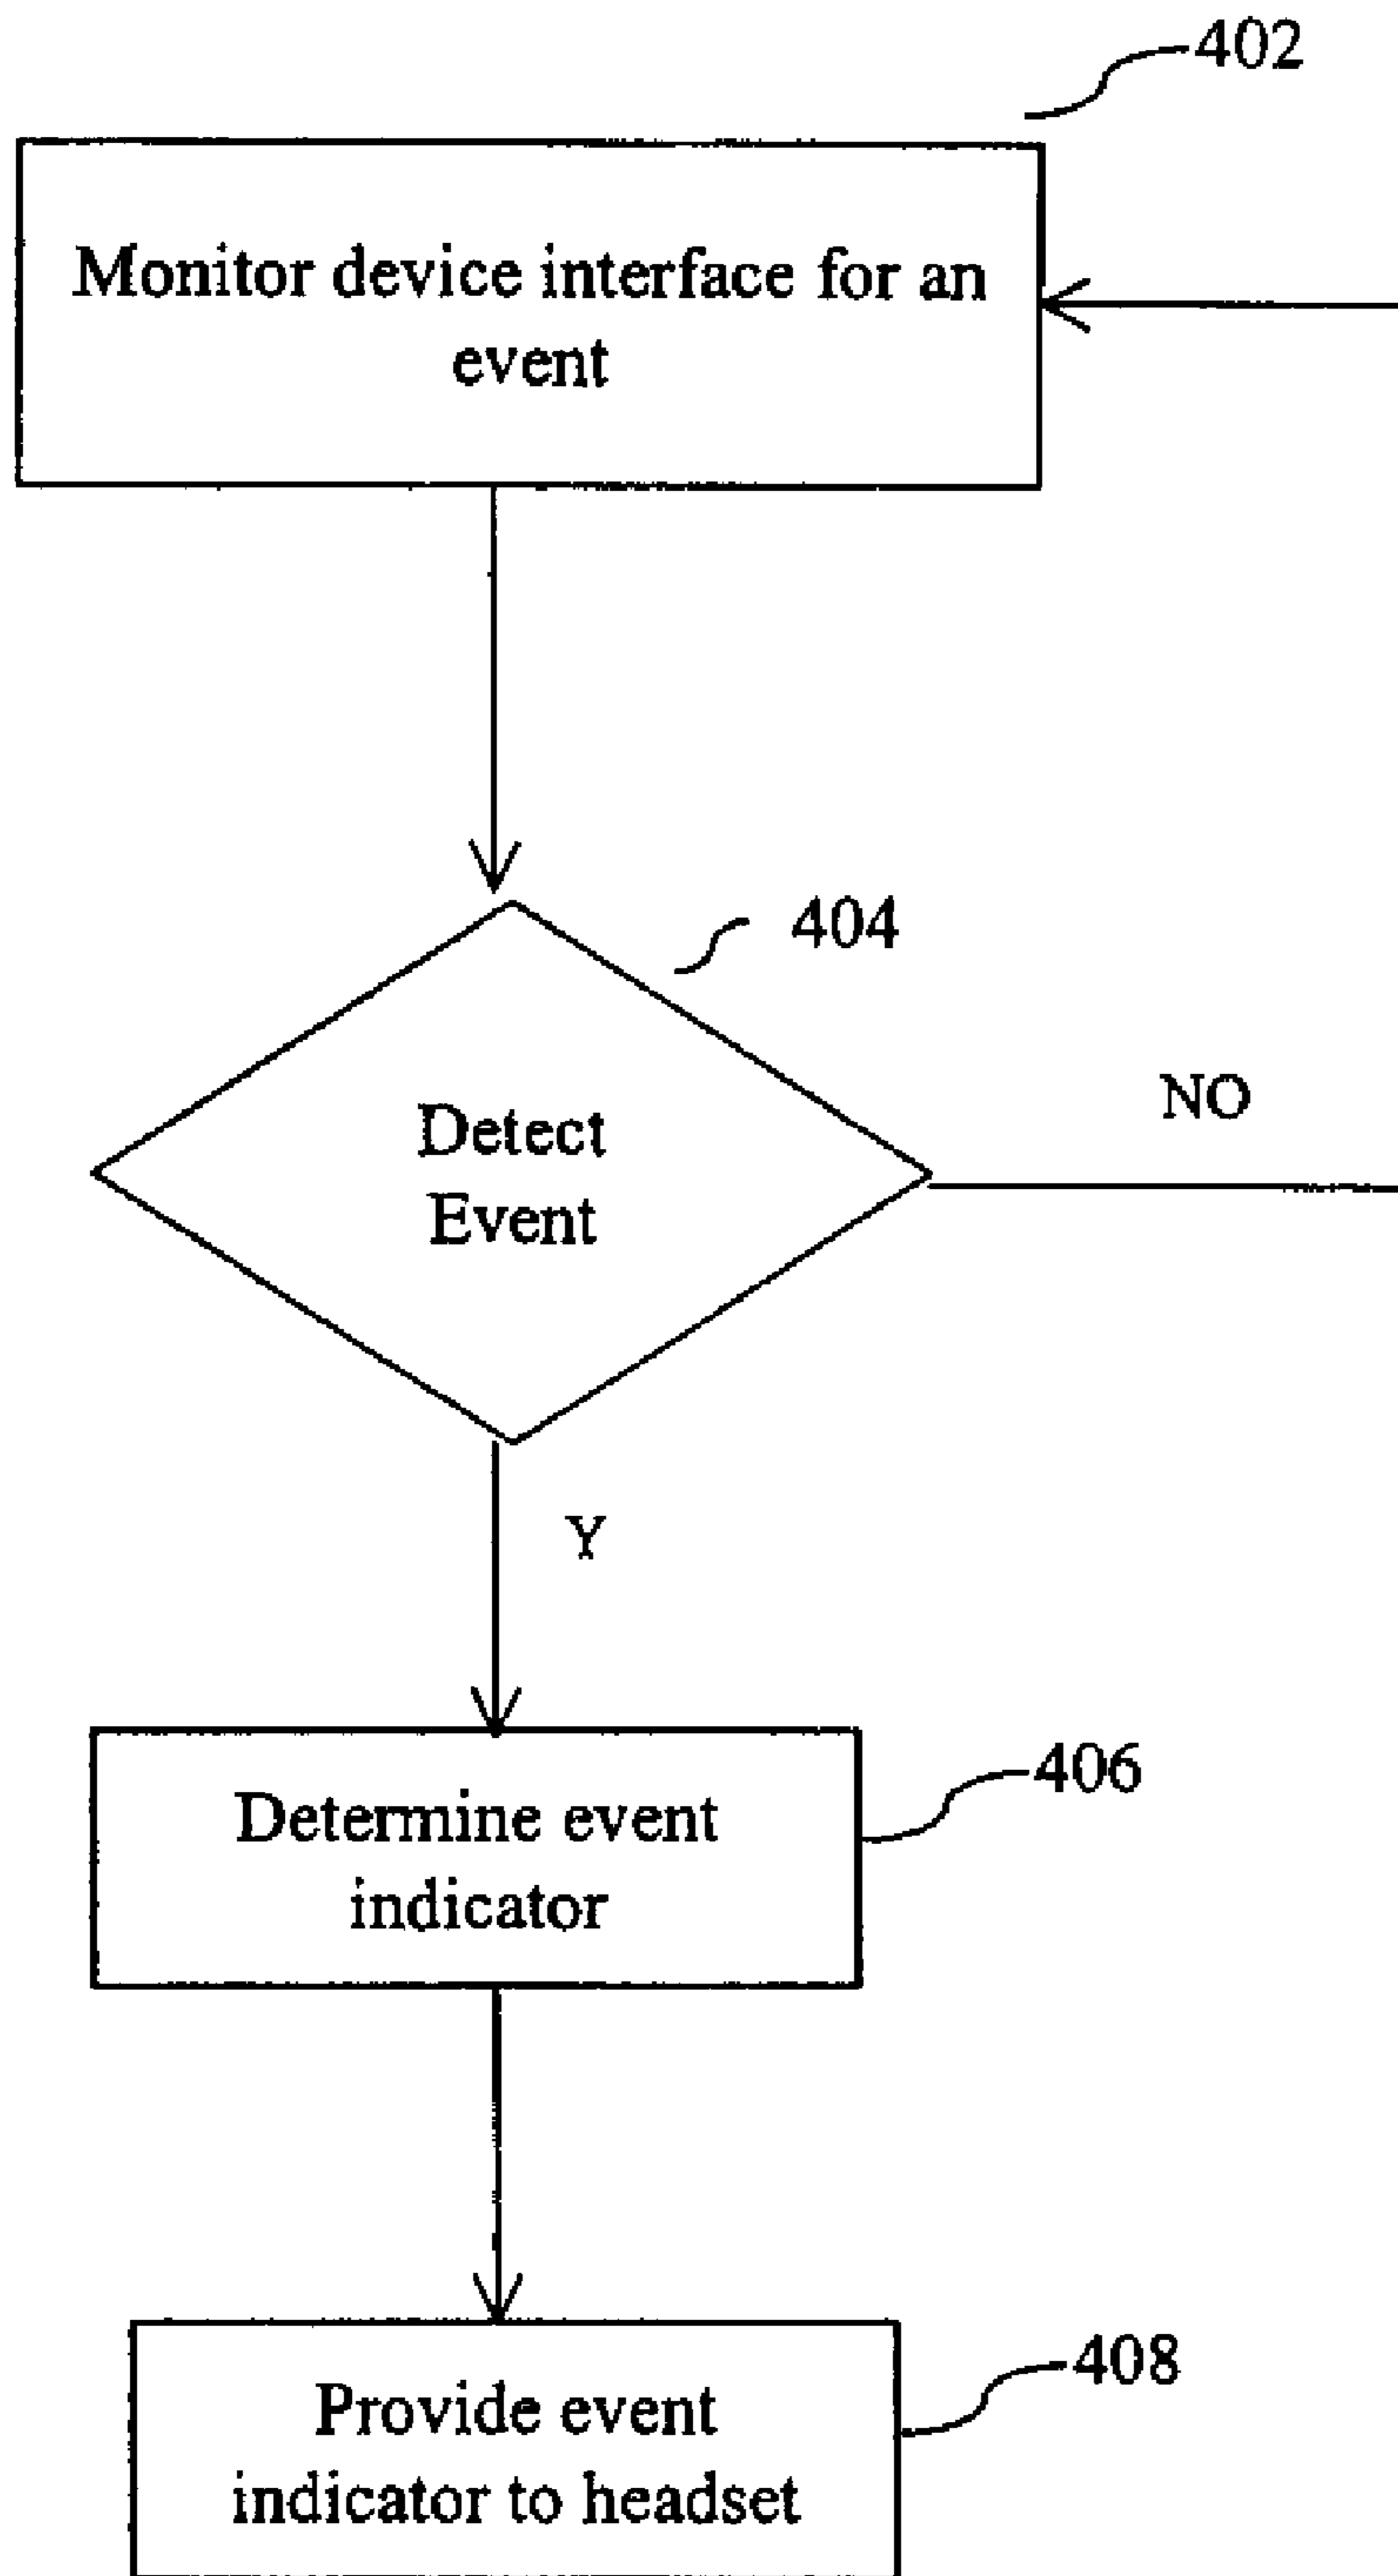 402
Monitor device interface for an
event
404
Detect
Event
NO
Y
406
Determine event
indicator
408
Provide event
indicator to headset